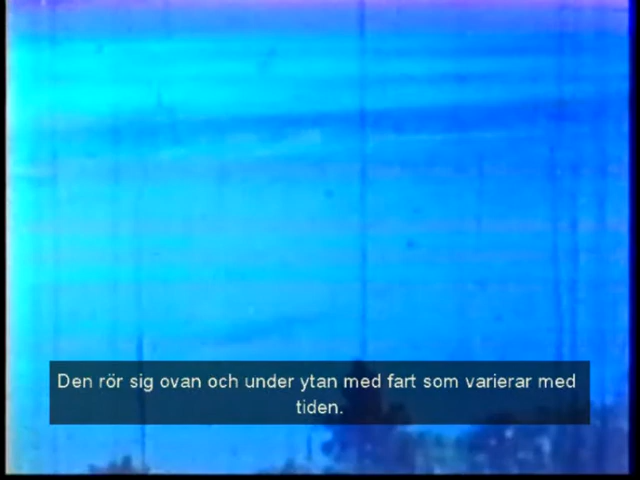 Den rör sig ovan och under ytan med fart som varierar med
tiden.